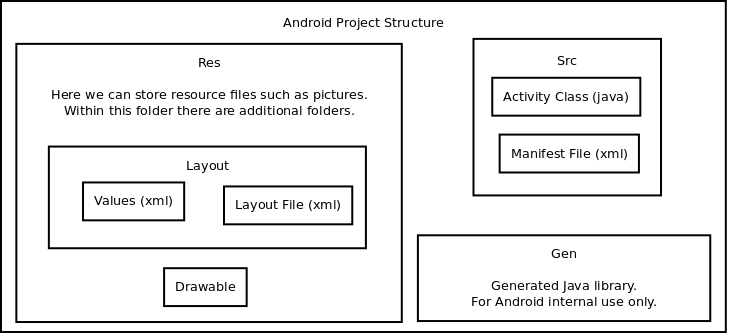 Android Project Structure
Res
Here we can store resource files such as pictures.
Within this folder there are additional folders.
Layout
Values (xml)
Layout File (xml)
Drawable
Src
Activity Class (java)
Manifest File (xml)
Gen
Generated Java library.
For Android internal use only.